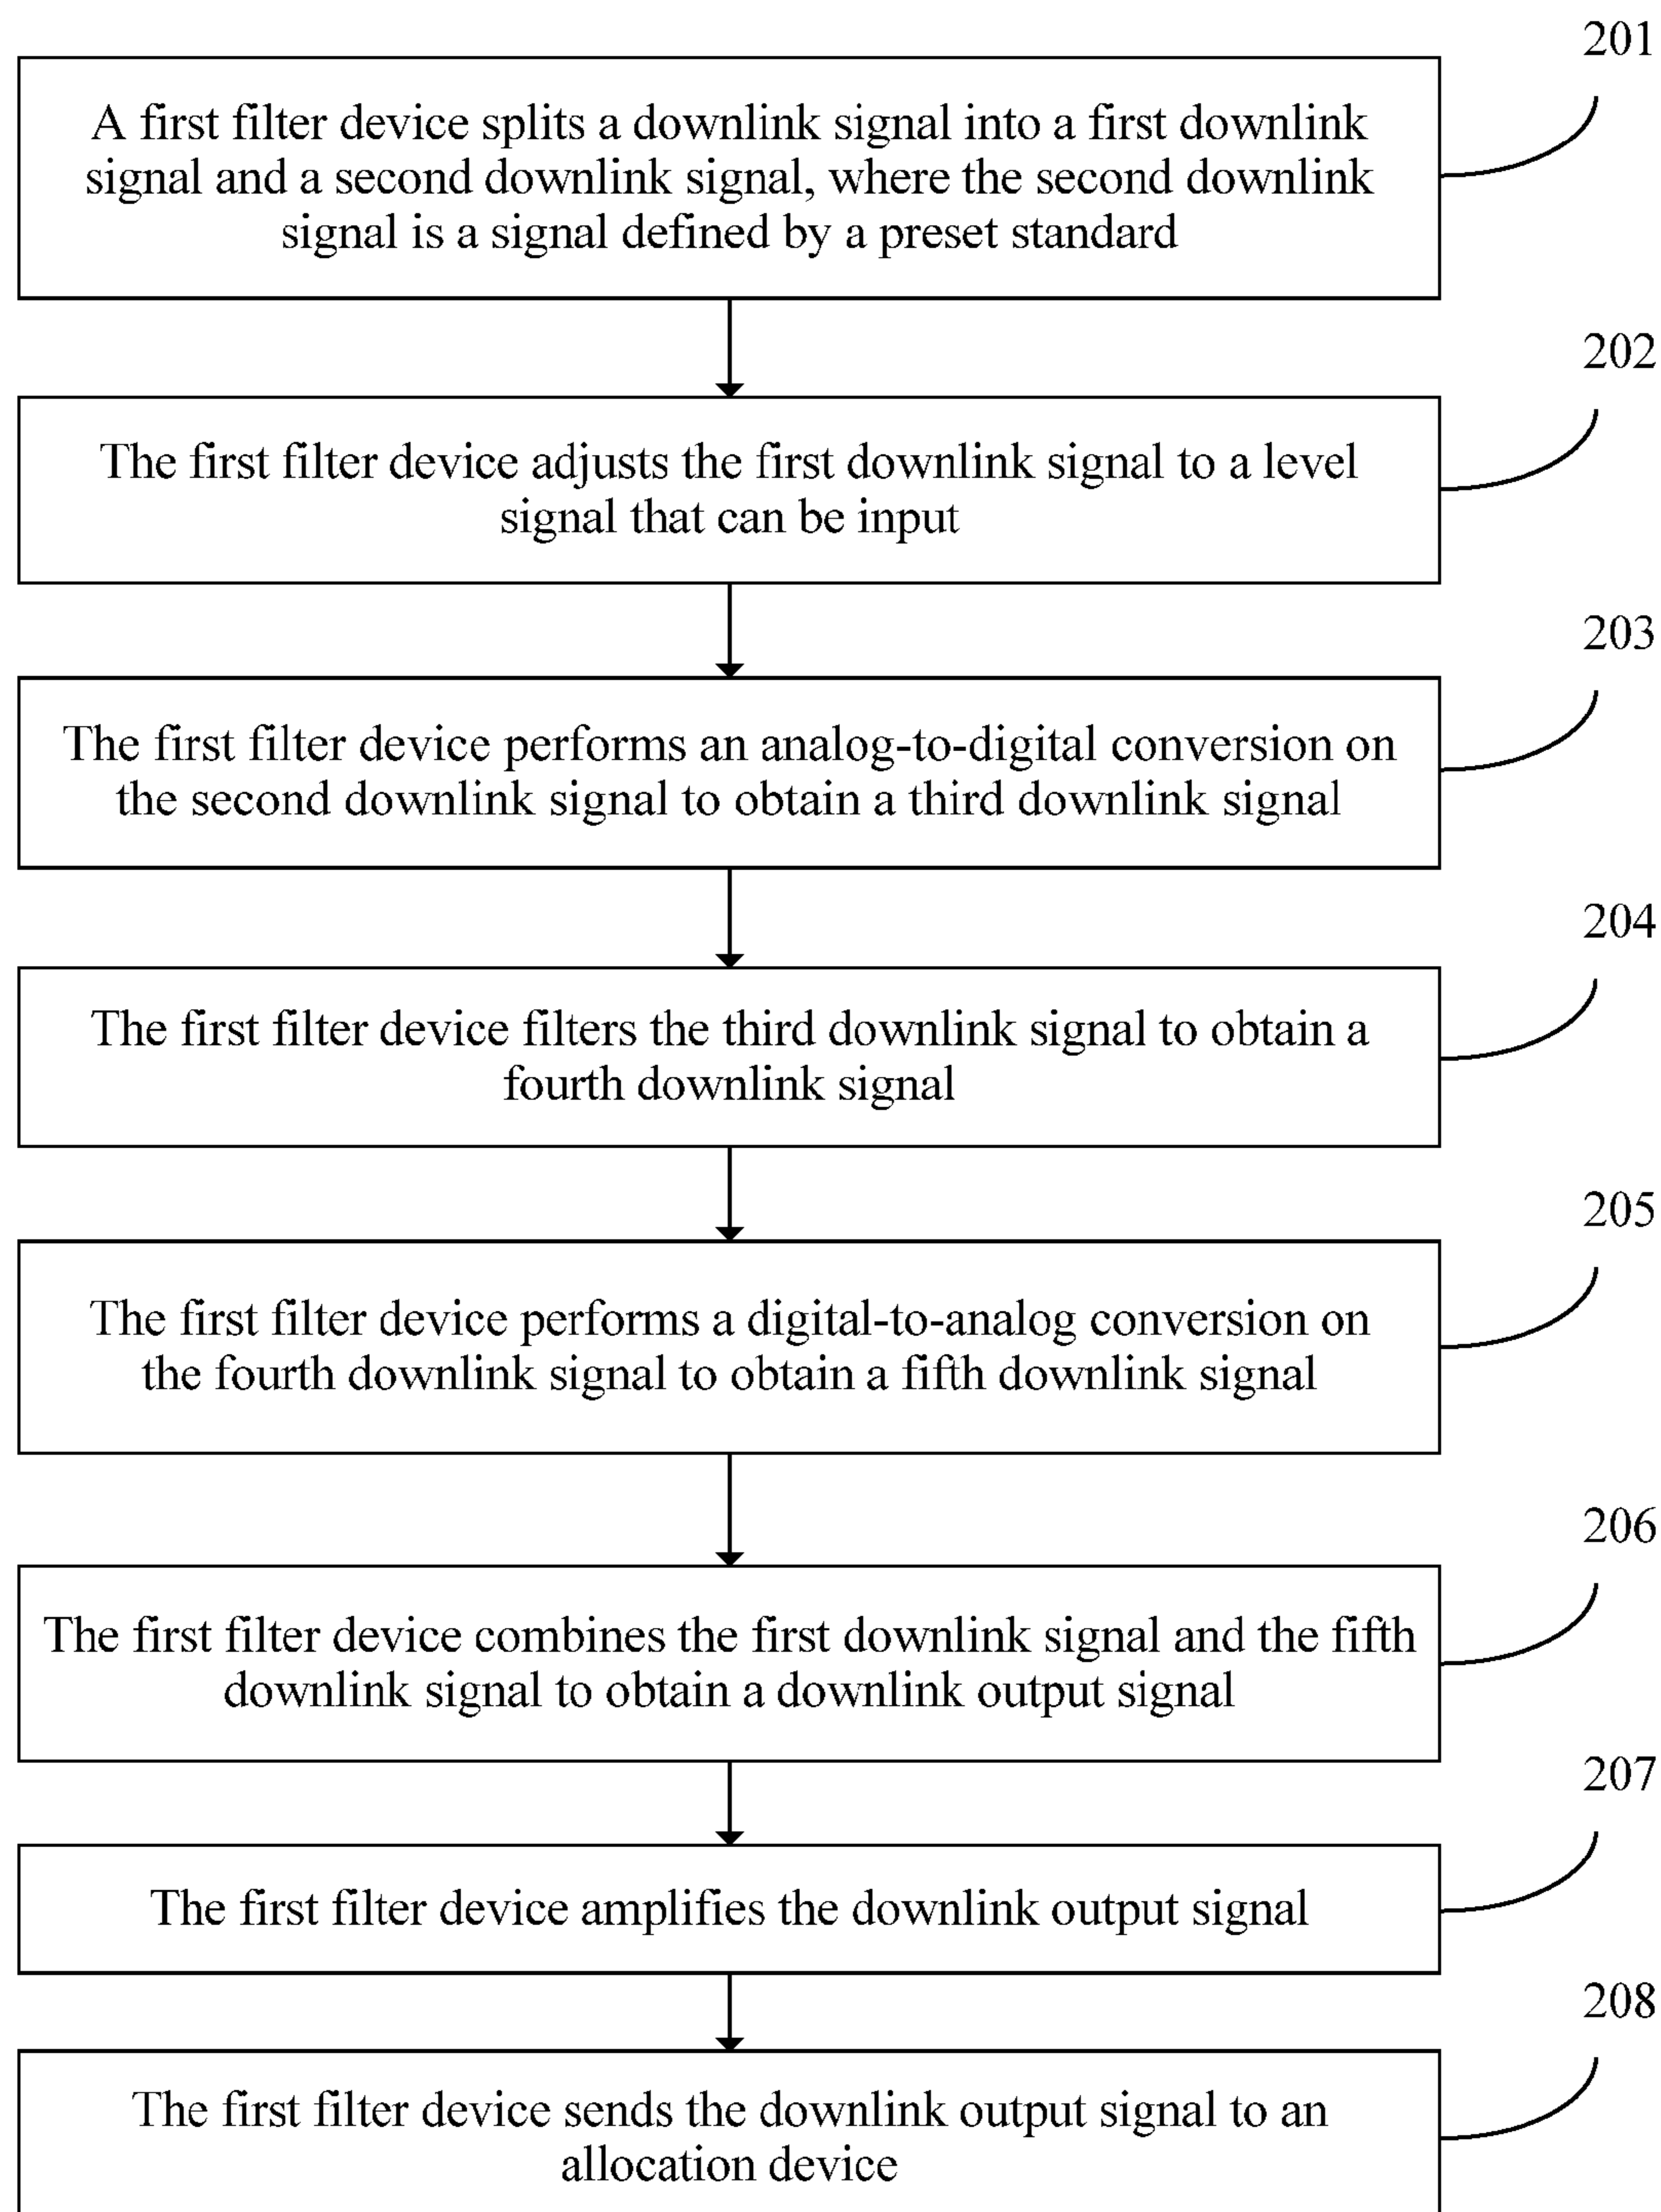 201
A first filter device splits a downlink signal into a first downlink
signal and a second downlink signal, where the second downlink
signal is a signal defined by a preset standard
202
The first filter device adjusts the first downlink signal to a level
signal that can be input
203
The first filter device performs an analog-to-digital conversion on
the second downlink signal to obtain a third downlink signal
204
The first filter device filters the third downlink signal to obtain a
fourth downlink signal
205
The first filter device performs a digital-to-analog conversion on
the fourth downlink signal to obtain a fifth downlink signal
206
The first filter device combines the first downlink signal and the fifth
downlink signal to obtain a downlink output signal
207
The first filter device amplifies the downlink output signal
208
The first filter device sends the downlink output signal to an
allocation device